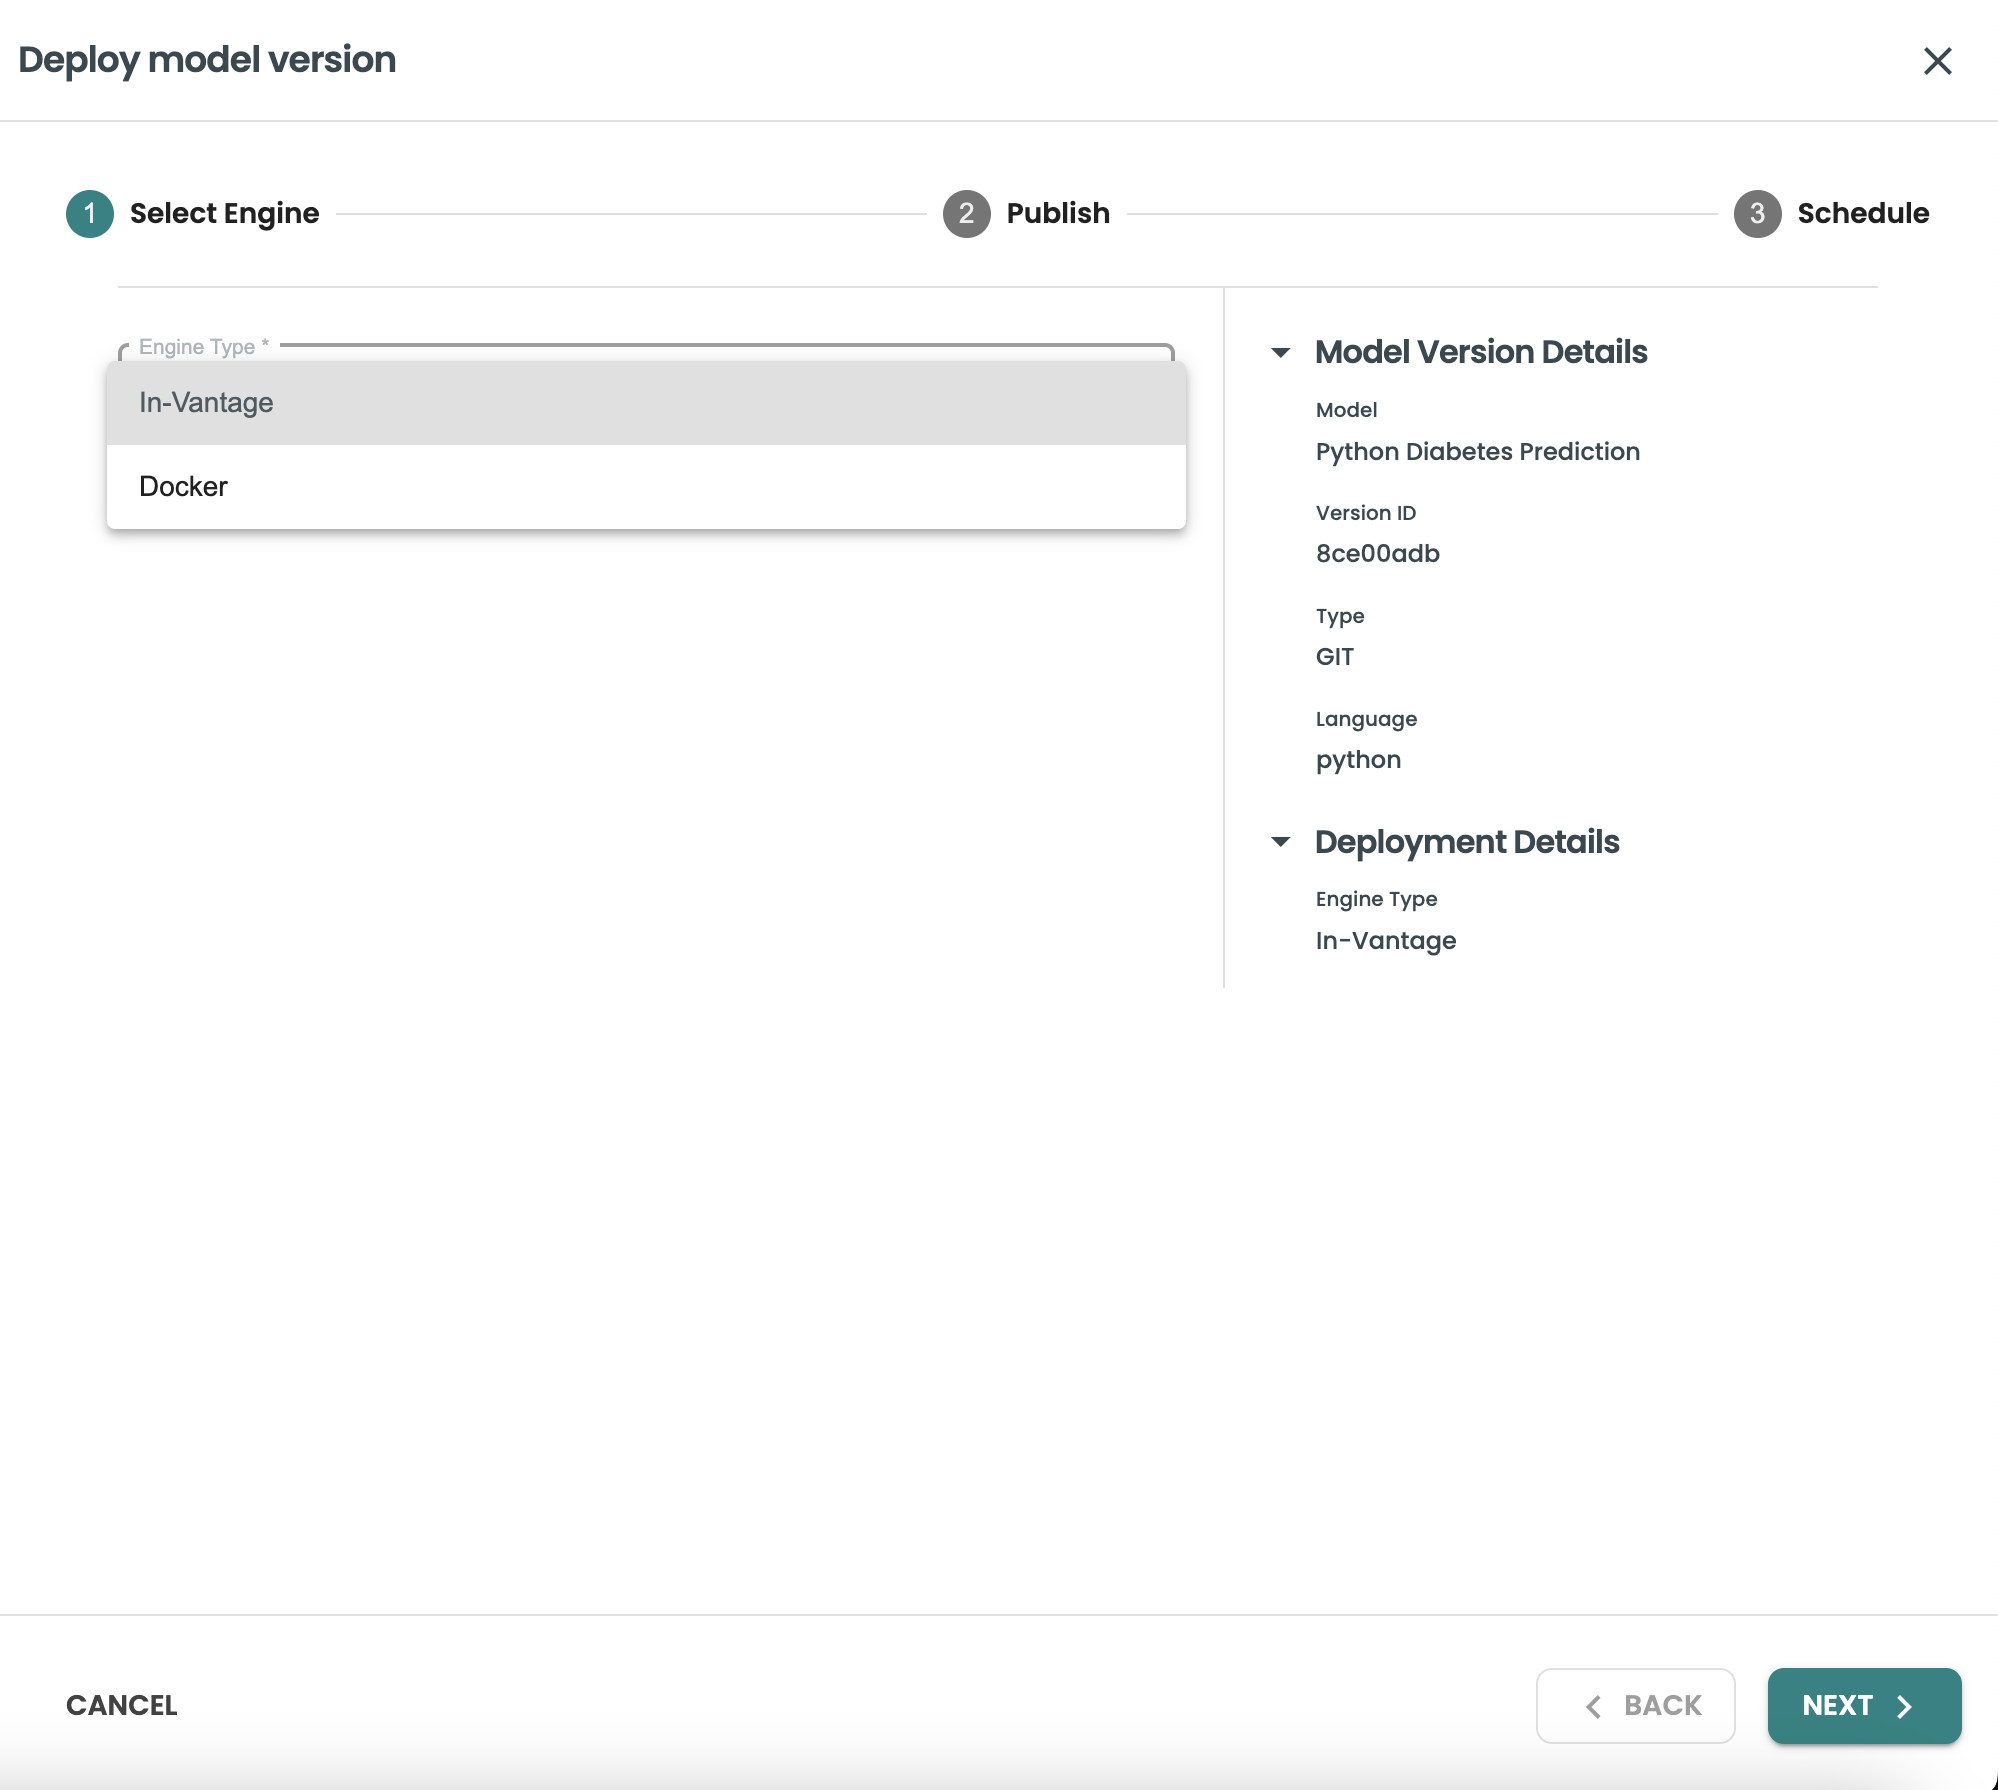 Deploy model version
1 Select Engine
2 Publish
3 Schedule
Engine Type *
In-Vantage
Docker
Model Version Details
Model
Python Diabetes Prediction
Version ID
8ce00adb
Type
GIT
Language
python
Deployment Details
Engine Type
In-Vantage
CANCEL
BACK
NEXT